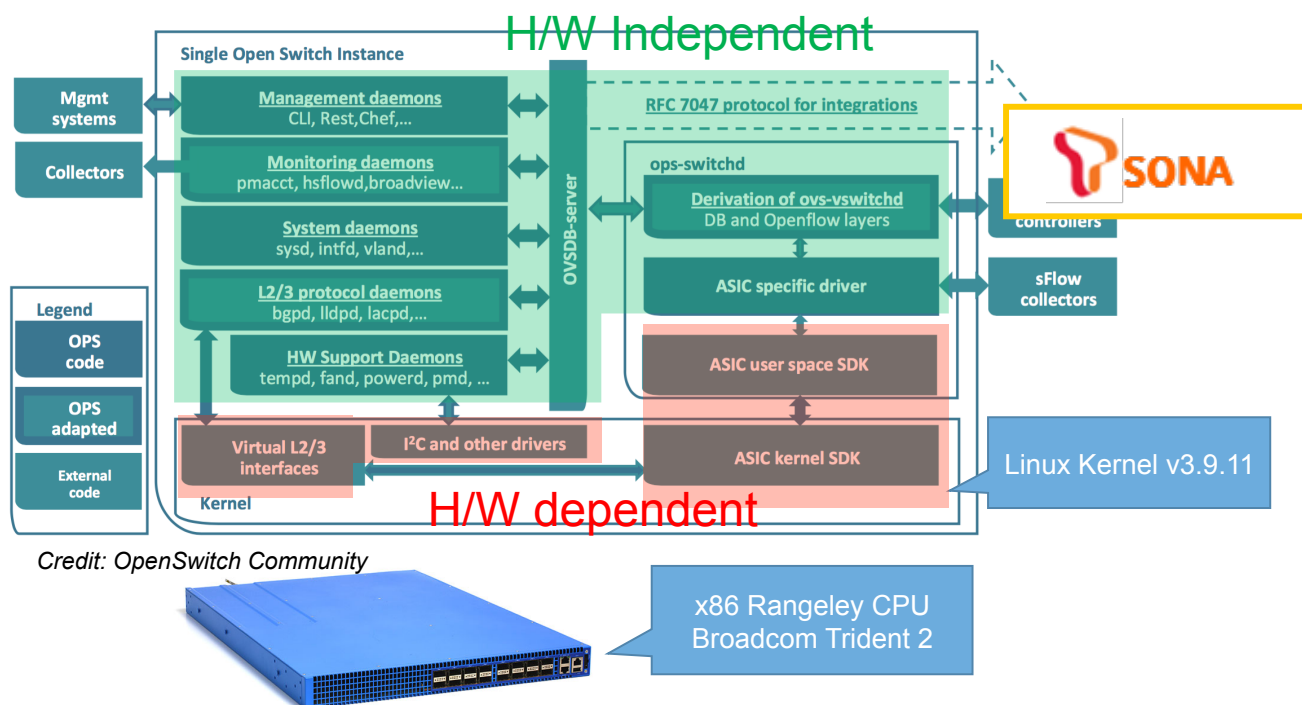 H/W Independent
Single Open Switch Instance
Mgmt
systems
Collectors
Management daemons
CLI, Rest,Chef,...
Monitoring daemons
pmacct, hsflowd,broadview...
System daemons
sysd, intfd, vland,...
L2/3 protocol daemons
bgpd, lldpd, lacpd,...
HW Support Daemons
tempd, fand, powerd, pmd, ...
OVSDB-server
RFC 7047 protocol for integrations
ops-switchd
Derivation of ovs-vswitchd
DB and Openflow layers
ASIC specific driver
ASIC user space SDK
SONA
controllers
sFlow
collectors
Legend
OPS
code
OPS
adapted
External
code
Virtual L2/3
interfaces
I²C and other drivers
ASIC kernel SDK
Kernel
H/W dependent
Linux Kernel v3.9.11
Credit: OpenSwitch Community
x86 Rangeley CPU
Broadcom Trident 2